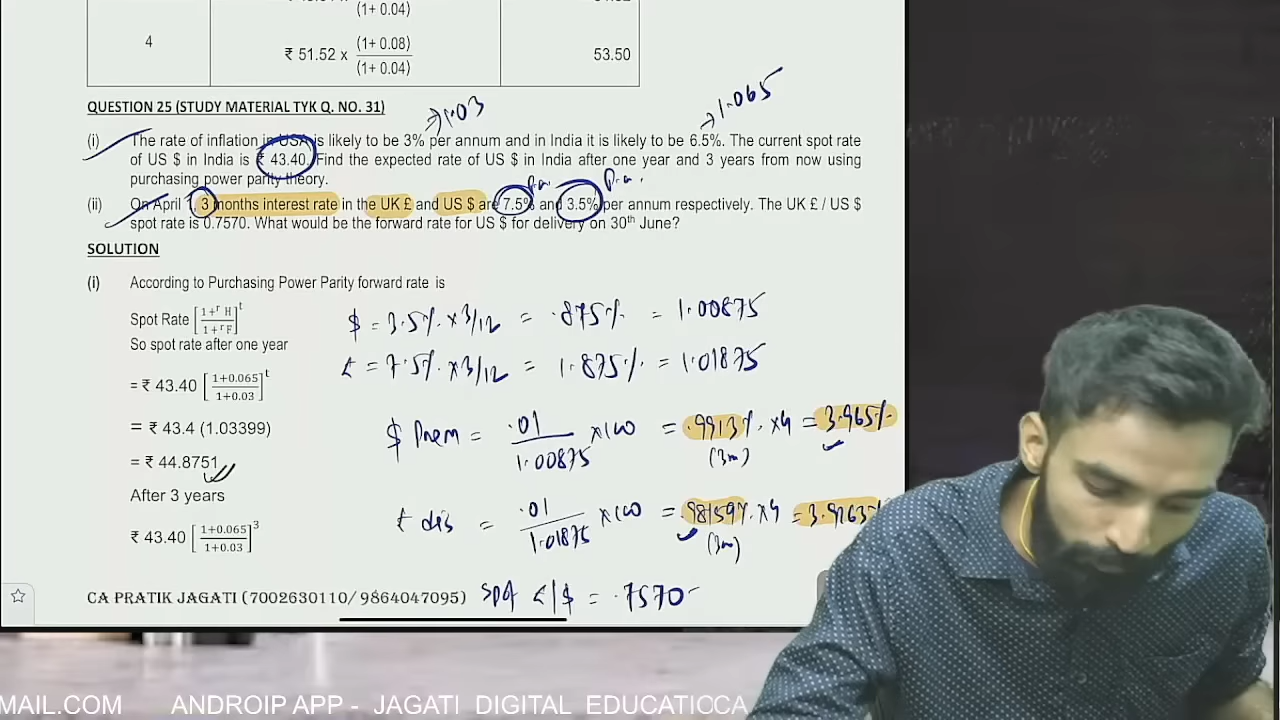 (1+ 0.04)
4
₹ 51.52 x (1+ 0.08) / (1+ 0.04)
53.50
QUESTION 25 (STUDY MATERIAL TYK Q. NO. 31)
→1.03
→1.065
(i) The rate of inflation in USA is likely to be 3% per annum and in India it is likely to be 6.5%. The current spot rate
of US $ in India is ₹ 43.40. Find the expected rate of US $ in India after one year and 3 years from now using
purchasing power parity theory.
p.a
p.a.
(ii) On April 1, 3 months interest rate in the UK £ and US $ are 7.5% and 3.5% per annum respectively. The UK £ / US $
spot rate is 0.7570. What would be the forward rate for US $ for delivery on 30th June?
SOLUTION
(i) According to Purchasing Power Parity forward rate is
Spot Rate [1+rH / 1+rF]^t
So spot rate after one year
= ₹ 43.40 [1+0.065 / 1+0.03]^t
= ₹ 43.4 (1.03399)
= ₹ 44.8751
After 3 years
₹ 43.40 [1+0.065 / 1+0.03]^3
$ = 3.5% × 3/12 = .875% = 1.00875
£ = 7.5% × 3/12 = 1.875% = 1.01875
$ Prem = .01 / 1.00875 × 100 = .9913% × 4 = 3.965%
(3m)
£ dis = .01 / 1.01875 × 100 = .98159% × 4 = 3.9263%
(3m)
Spot £/$ = .7570
CA PRATIK JAGATI (7002630110/ 9864047095)
MAIL.COM ANDROIP APP - JAGATI DIGITAL EDUCATIOCA